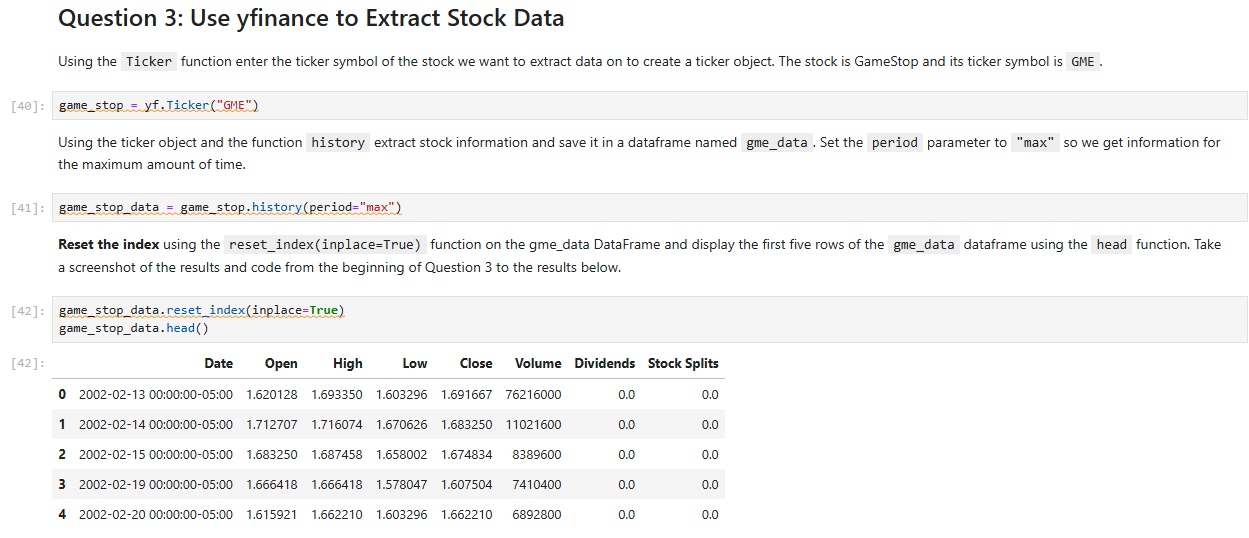 Question 3: Use yfinance to Extract Stock Data
Using the Ticker function enter the ticker symbol of the stock we want to extract data on to create a ticker object. The stock is GameStop and its ticker symbol is GME .
[40]: game_stop = yf.Ticker("GME")
Using the ticker object and the function history extract stock information and save it in a dataframe named gme_data . Set the period parameter to "max" so we get information for
the maximum amount of time.
[41]: game_stop_data = game_stop.history(period="max")
Reset the index using the reset_index(inplace=True) function on the gme_data DataFrame and display the first five rows of the gme_data dataframe using the head function. Take
a screenshot of the results and code from the beginning of Question 3 to the results below.
[42]: game_stop_data.reset_index(inplace=True)
game_stop_data.head()
[42]: Date Open High Low Close Volume Dividends Stock Splits
0 2002-02-13 00:00:00-05:00 1.620128 1.693350 1.603296 1.691667 76216000 0.0 0.0
1 2002-02-14 00:00:00-05:00 1.712707 1.716074 1.670626 1.683250 11021600 0.0 0.0
2 2002-02-15 00:00:00-05:00 1.683250 1.687458 1.658002 1.674834 8389600 0.0 0.0
3 2002-02-19 00:00:00-05:00 1.666418 1.666418 1.578047 1.607504 7410400 0.0 0.0
4 2002-02-20 00:00:00-05:00 1.615921 1.662210 1.603296 1.662210 6892800 0.0 0.0